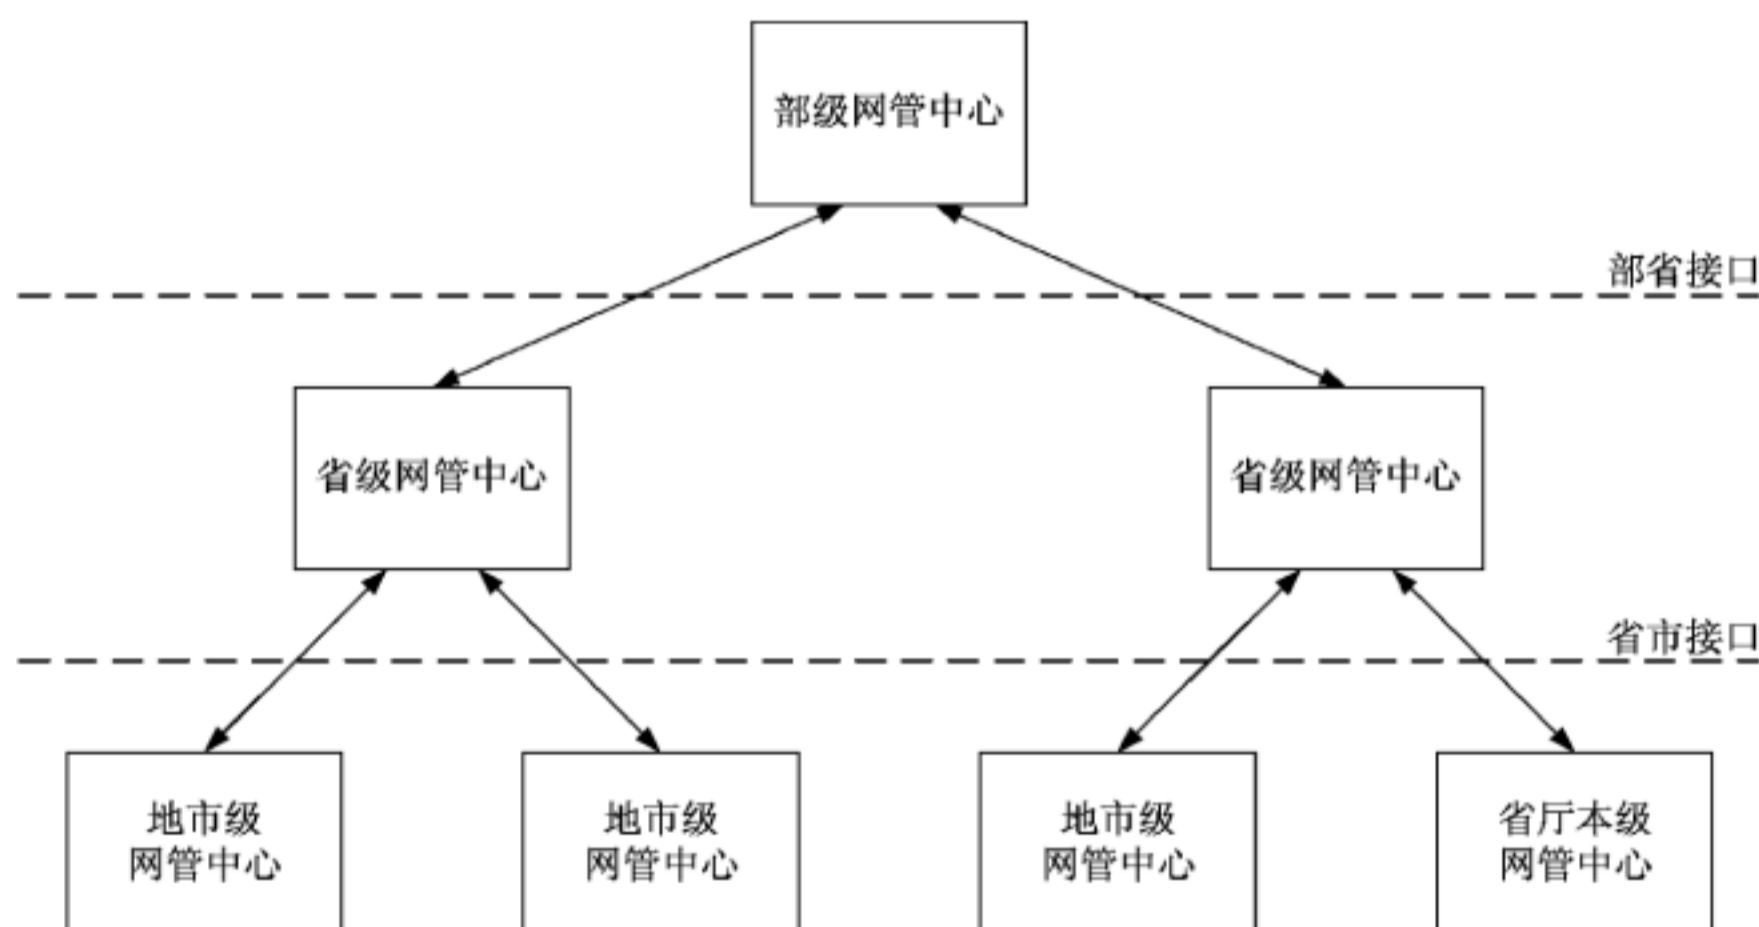 部级网管中心
部省接口
省级网管中心
省级网管中心
省市接口
地市级
网管中心
地市级
网管中心
地市级
网管中心
省厅本级
网管中心